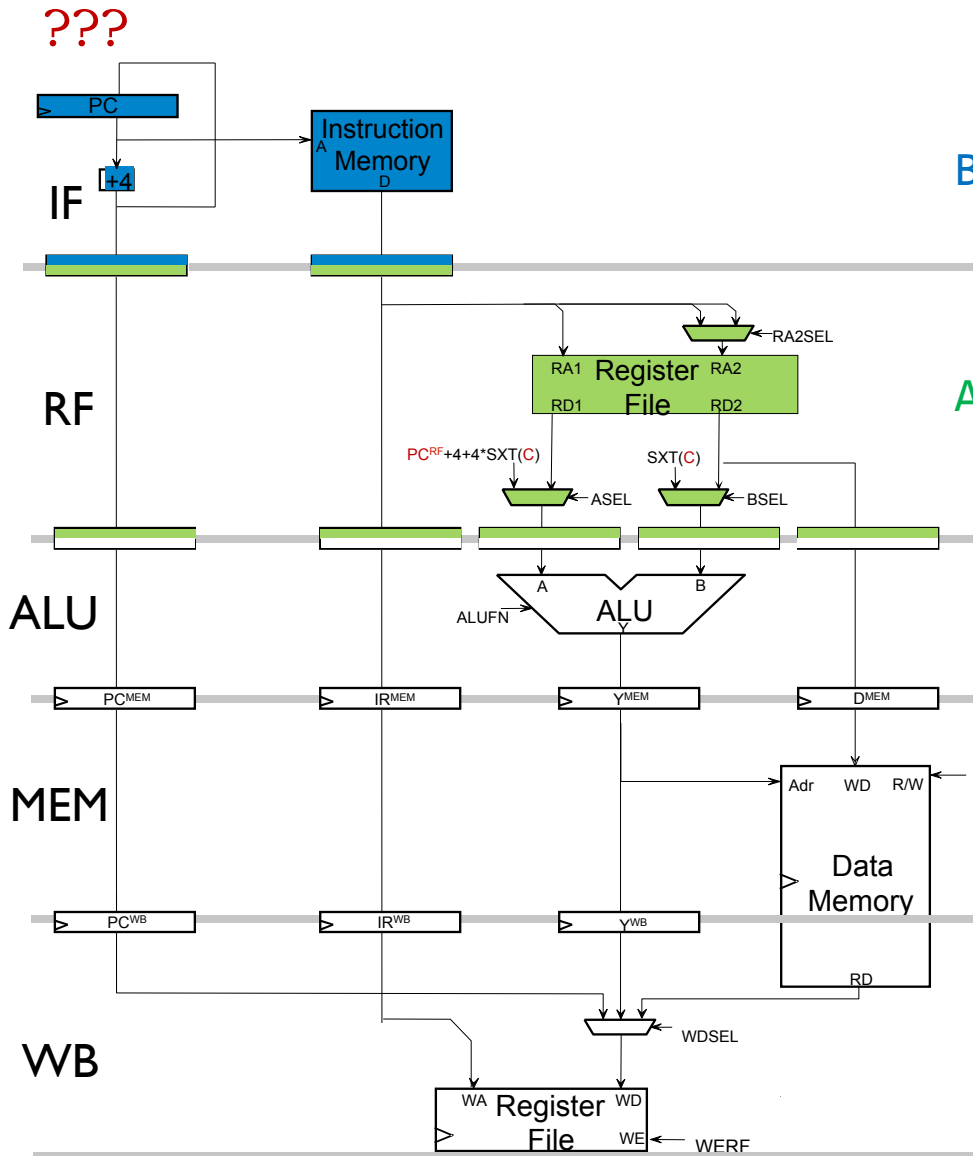 ???
PC
Instruction
A
Memory
D
+4
IF
B
RA2SEL
RA1 Register RA2
File
RD1 RD2
RF
A
PCRF+4+4*SXT(C) SXT(C)
ASEL BSEL
A B
ALU
ALU
ALUFN
Y
PCMEM IRMEM YMEM DMEM
MEM
Adr WD R/W
Data
Memory
PCWB IRWB YWB
RD
WDSEL
WB
WA Register WD
File
WE WERF